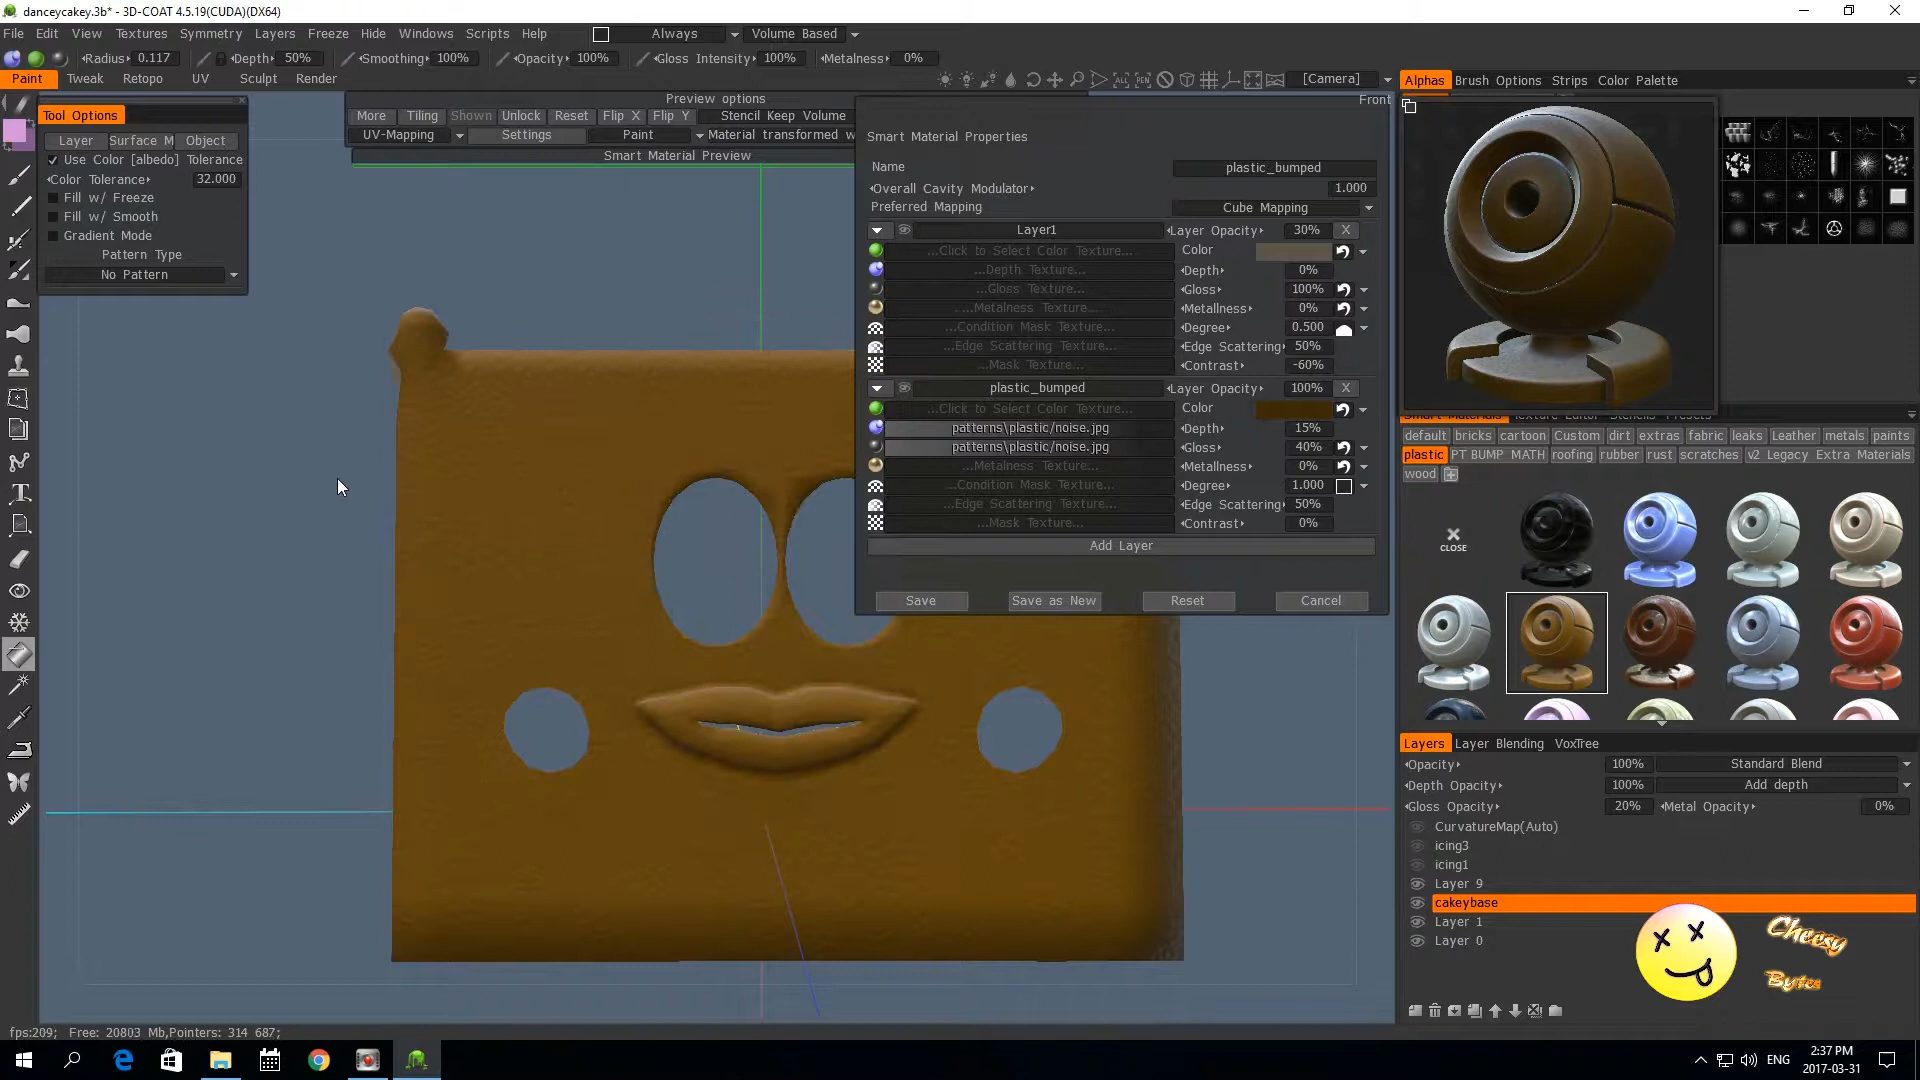 danceycakey.3b* - 3D-COAT 4.5.19(CUDA)(DX64)
File Edit View Textures Symmetry Layers Freeze Hide Windows Scripts Help Always Volume Based
Radius 0.117 Depth 50% Smoothing 100% Opacity 100% Gloss Intensity 100% Metalness 0%
Paint Tweak Retopo UV Sculpt Render [Camera]
Alphas Brush Options Strips Color Palette
Preview options
Front
Tool Options
More Tiling Shown Unlock Reset Flip X Flip Y Stencil Keep Volume
UV-Mapping Settings Paint Material transformed w
Smart Material Preview
Layer Surface M Object
Use Color [albedo] Tolerance
Color Tolerance 32.000
Fill w/ Freeze
Fill w/ Smooth
Gradient Mode
Pattern Type
No Pattern
Smart Material Properties
Name plastic_bumped
Overall Cavity Modulator 1.000
Preferred Mapping Cube Mapping
Layer1 Layer Opacity 30% X
...Click to Select Color Texture... Color
...Depth Texture... Depth 0%
...Gloss Texture... Gloss 100%
...Metalness Texture... Metallness 0%
...Condition Mask Texture... Degree 0.500
...Edge Scattering Texture... Edge Scattering 50%
...Mask Texture... Contrast -60%
plastic_bumped Layer Opacity 100% X
...Click to Select Color Texture... Color
patterns\plastic/noise.jpg Depth 15%
patterns\plastic/noise.jpg Gloss 40%
...Metalness Texture... Metallness 0%
...Condition Mask Texture... Degree 1.000
...Edge Scattering Texture... Edge Scattering 50%
...Mask Texture... Contrast 0%
Add Layer
Save Save as New Reset Cancel
Smart Materials Texture Editor Stencils Presets
default bricks cartoon Custom dirt extras fabric leaks Leather metals paints
plastic PT BUMP MATH roofing rubber rust scratches v2 Legacy Extra Materials
wood
CLOSE
Layers Layer Blending VoxTree
Opacity 100% Standard Blend
Depth Opacity 100% Add depth
Gloss Opacity 20% Metal Opacity 0%
CurvatureMap(Auto)
icing3
icing1
Layer 9
cakeybase
Layer 1
Layer 0
Cheesy
Bytes
fps:209; Free: 20803 Mb,Pointers: 314 687;
ENG
2:37 PM
2017-03-31